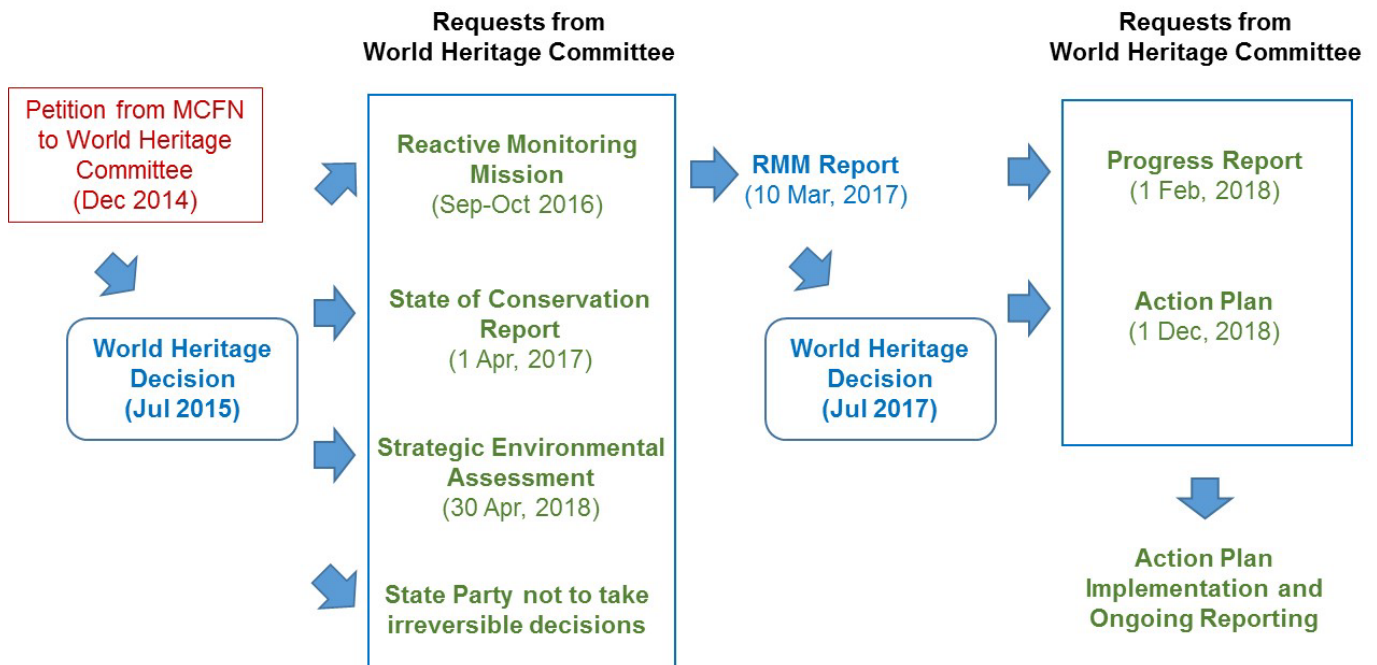 Requests from
World Heritage Committee
Petition from MCFN
to World Heritage
Committee
(Dec 2014)
World Heritage
Decision
(Jul 2015)
Reactive Monitoring
Mission
(Sep-Oct 2016)
State of Conservation
Report
(1 Apr, 2017)
Strategic Environmental
Assessment
(30 Apr, 2018)
State Party not to take
irreversible decisions
RMM Report
(10 Mar, 2017)
World Heritage
Decision
(Jul 2017)
Requests from
World Heritage Committee
Progress Report
(1 Feb, 2018)
Action Plan
(1 Dec, 2018)
Action Plan
Implementation and
Ongoing Reporting